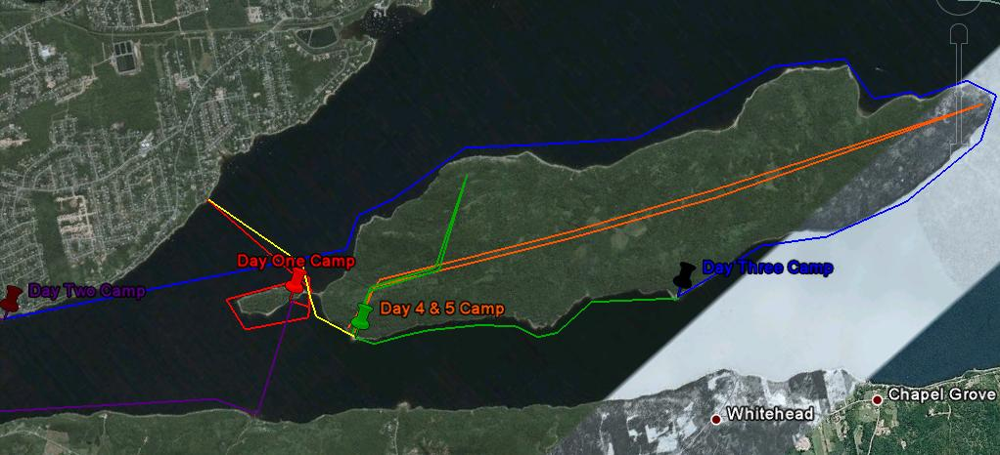 Day One Camp
Day Two Camp
Day Three Camp
Day 4 & 5 Camp
Chapel Grove
Whitehead